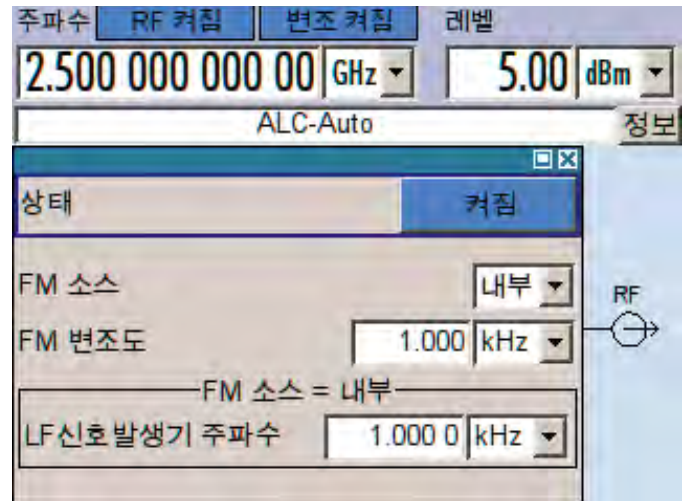 주파수 RF 켜짐 변조 켜짐 레벨
2.500 000 000 00 GHz 5.00 dBm
ALC-Auto 정보
상태 켜짐
FM 소스 내부
RF
FM 변조도 1.000 kHz
FM 소스 = 내부
LF신호발생기 주파수 1.000 0 kHz